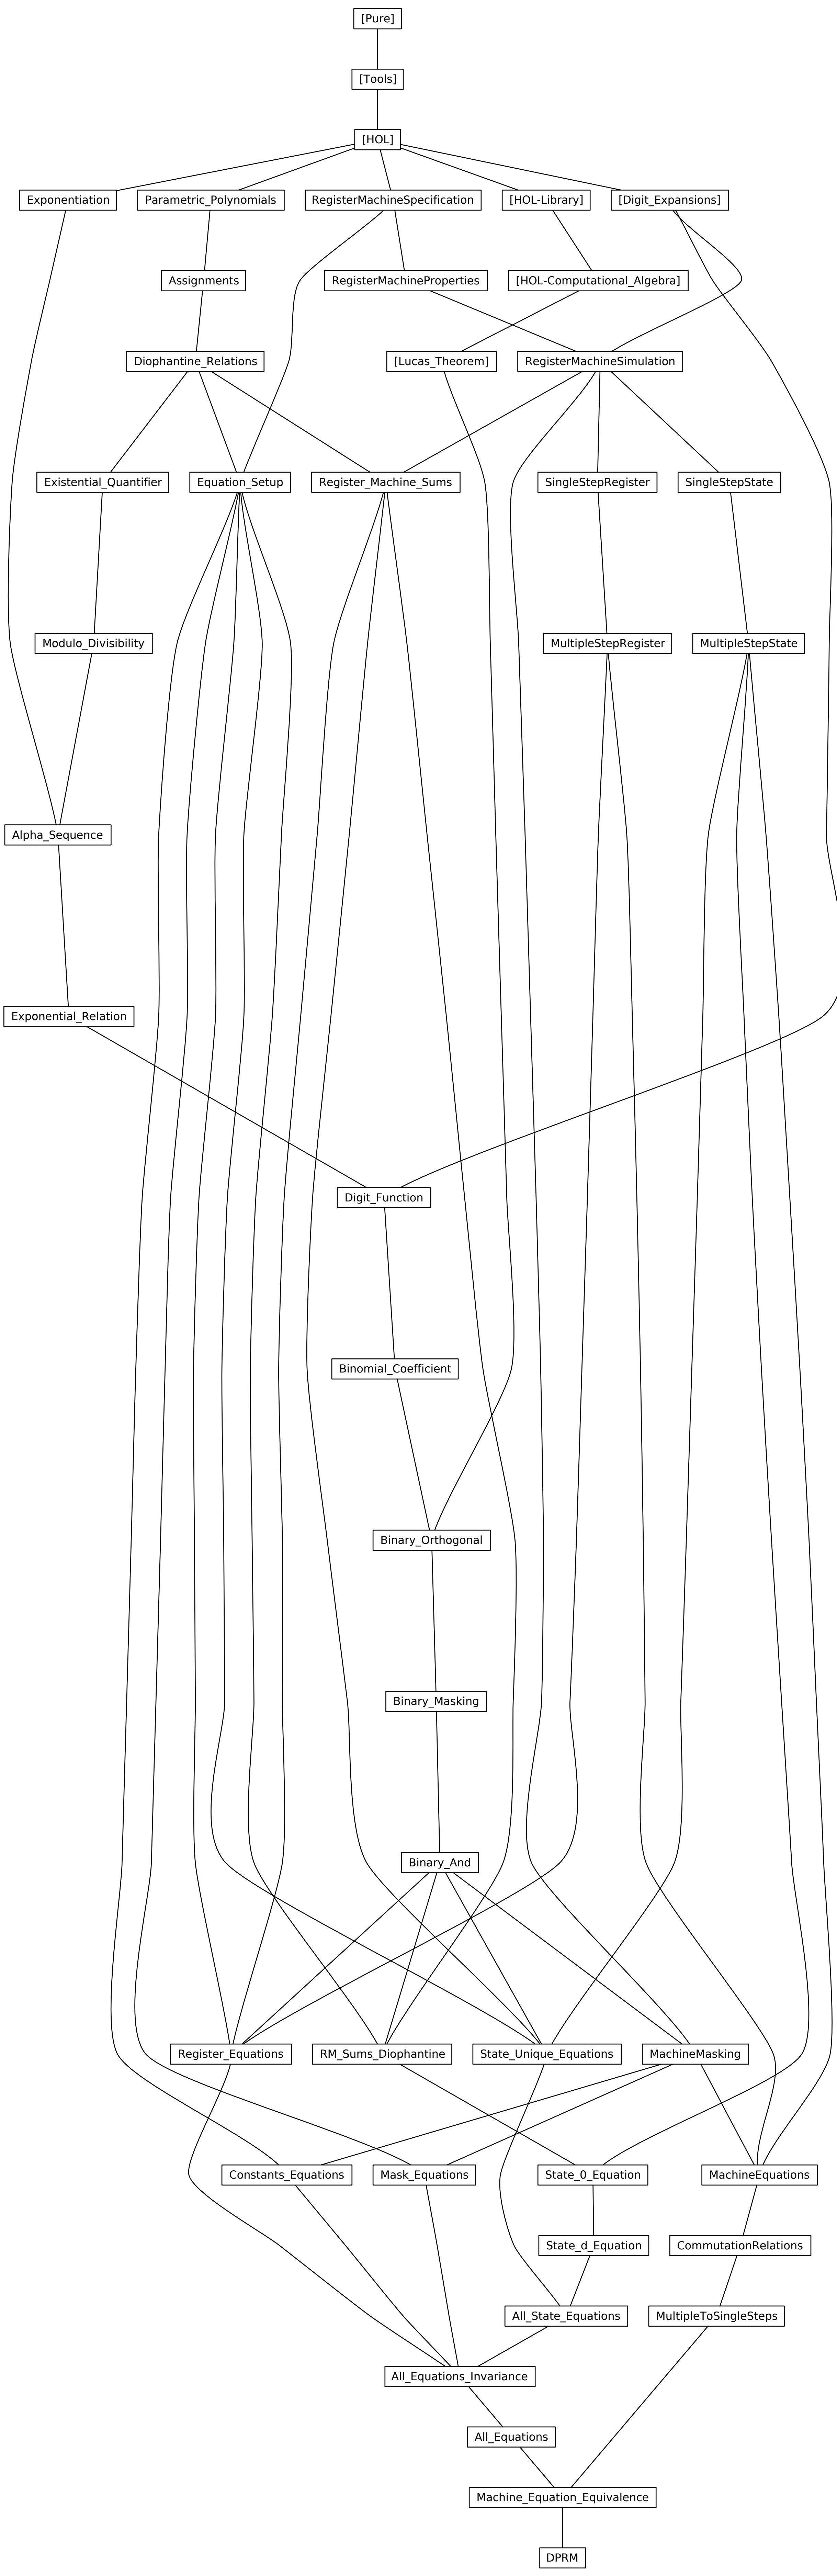 [Pure]
[Tools]
[HOL]
Exponentiation
Parametric_Polynomials
RegisterMachineSpecification
[HOL-Library]
[Digit_Expansions]
Assignments
RegisterMachineProperties
[HOL-Computational_Algebra]
Diophantine_Relations
[Lucas_Theorem]
RegisterMachineSimulation
Existential_Quantifier
Equation_Setup
Register_Machine_Sums
SingleStepRegister
SingleStepState
Modulo_Divisibility
MultipleStepRegister
MultipleStepState
Alpha_Sequence
Exponential_Relation
Digit_Function
Binomial_Coefficient
Binary_Orthogonal
Binary_Masking
Binary_And
Register_Equations
RM_Sums_Diophantine
State_Unique_Equations
MachineMasking
Constants_Equations
Mask_Equations
State_0_Equation
MachineEquations
State_d_Equation
CommutationRelations
All_State_Equations
MultipleToSingleSteps
All_Equations_Invariance
All_Equations
Machine_Equation_Equivalence
DPRM